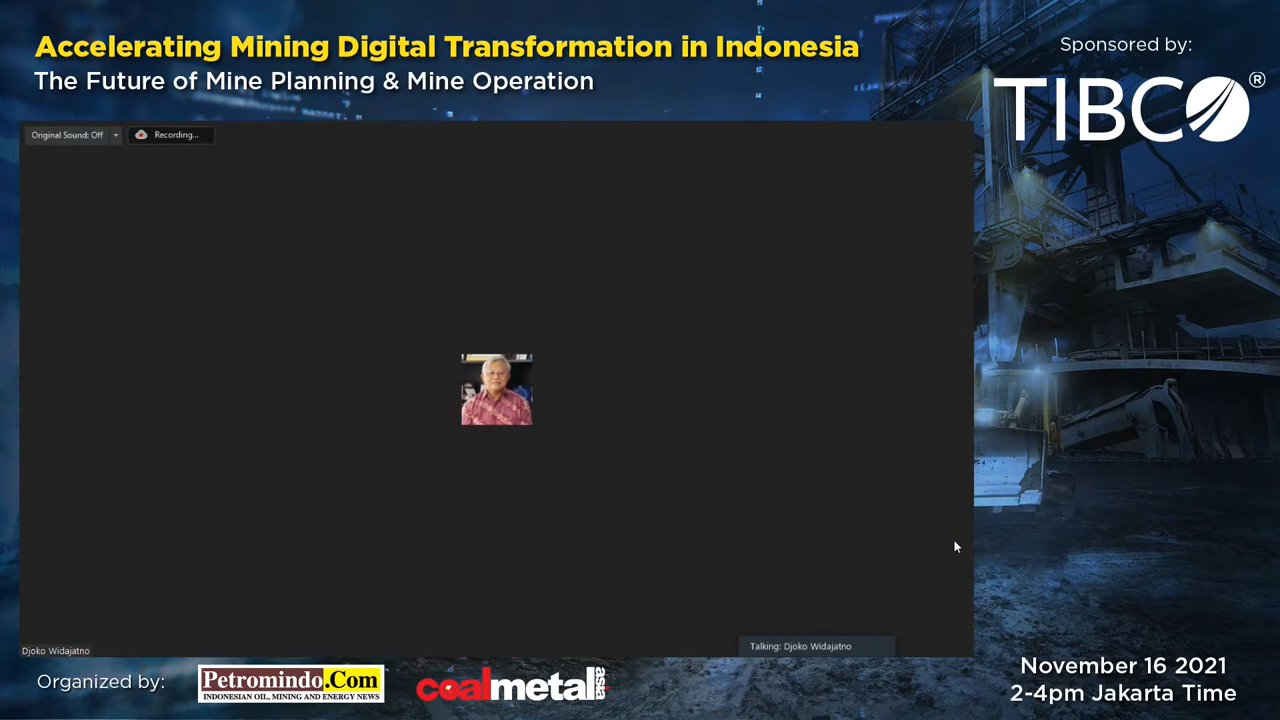 Accelerating Mining Digital Transformation in Indonesia
The Future of Mine Planning & Mine Operation
Sponsored by:
TIBCO®
Original Sound: Off
Recording...
Djoko Widajatno
Talking: Djoko Widajatno
Organized by:
Petromindo.Com
INDONESIAN OIL, MINING AND ENERGY NEWS
coalmetal asia
November 16 2021
2-4pm Jakarta Time